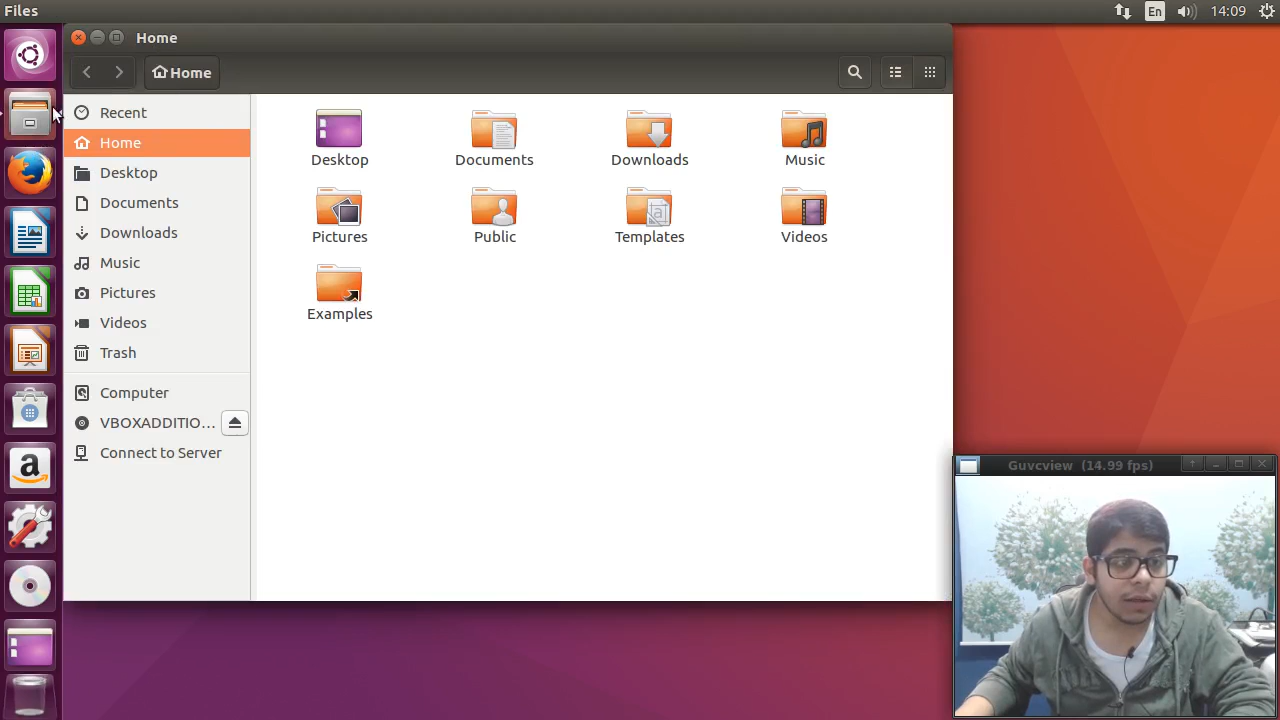 Files
En
14:09
Home
Home
Recent
Home
Desktop
Documents
Downloads
Music
Pictures
Videos
Trash
Computer
VBOXADDITIO...
Connect to Server
Desktop
Documents
Downloads
Music
Pictures
Public
Templates
Videos
Examples
Guvcview (14.99 fps)